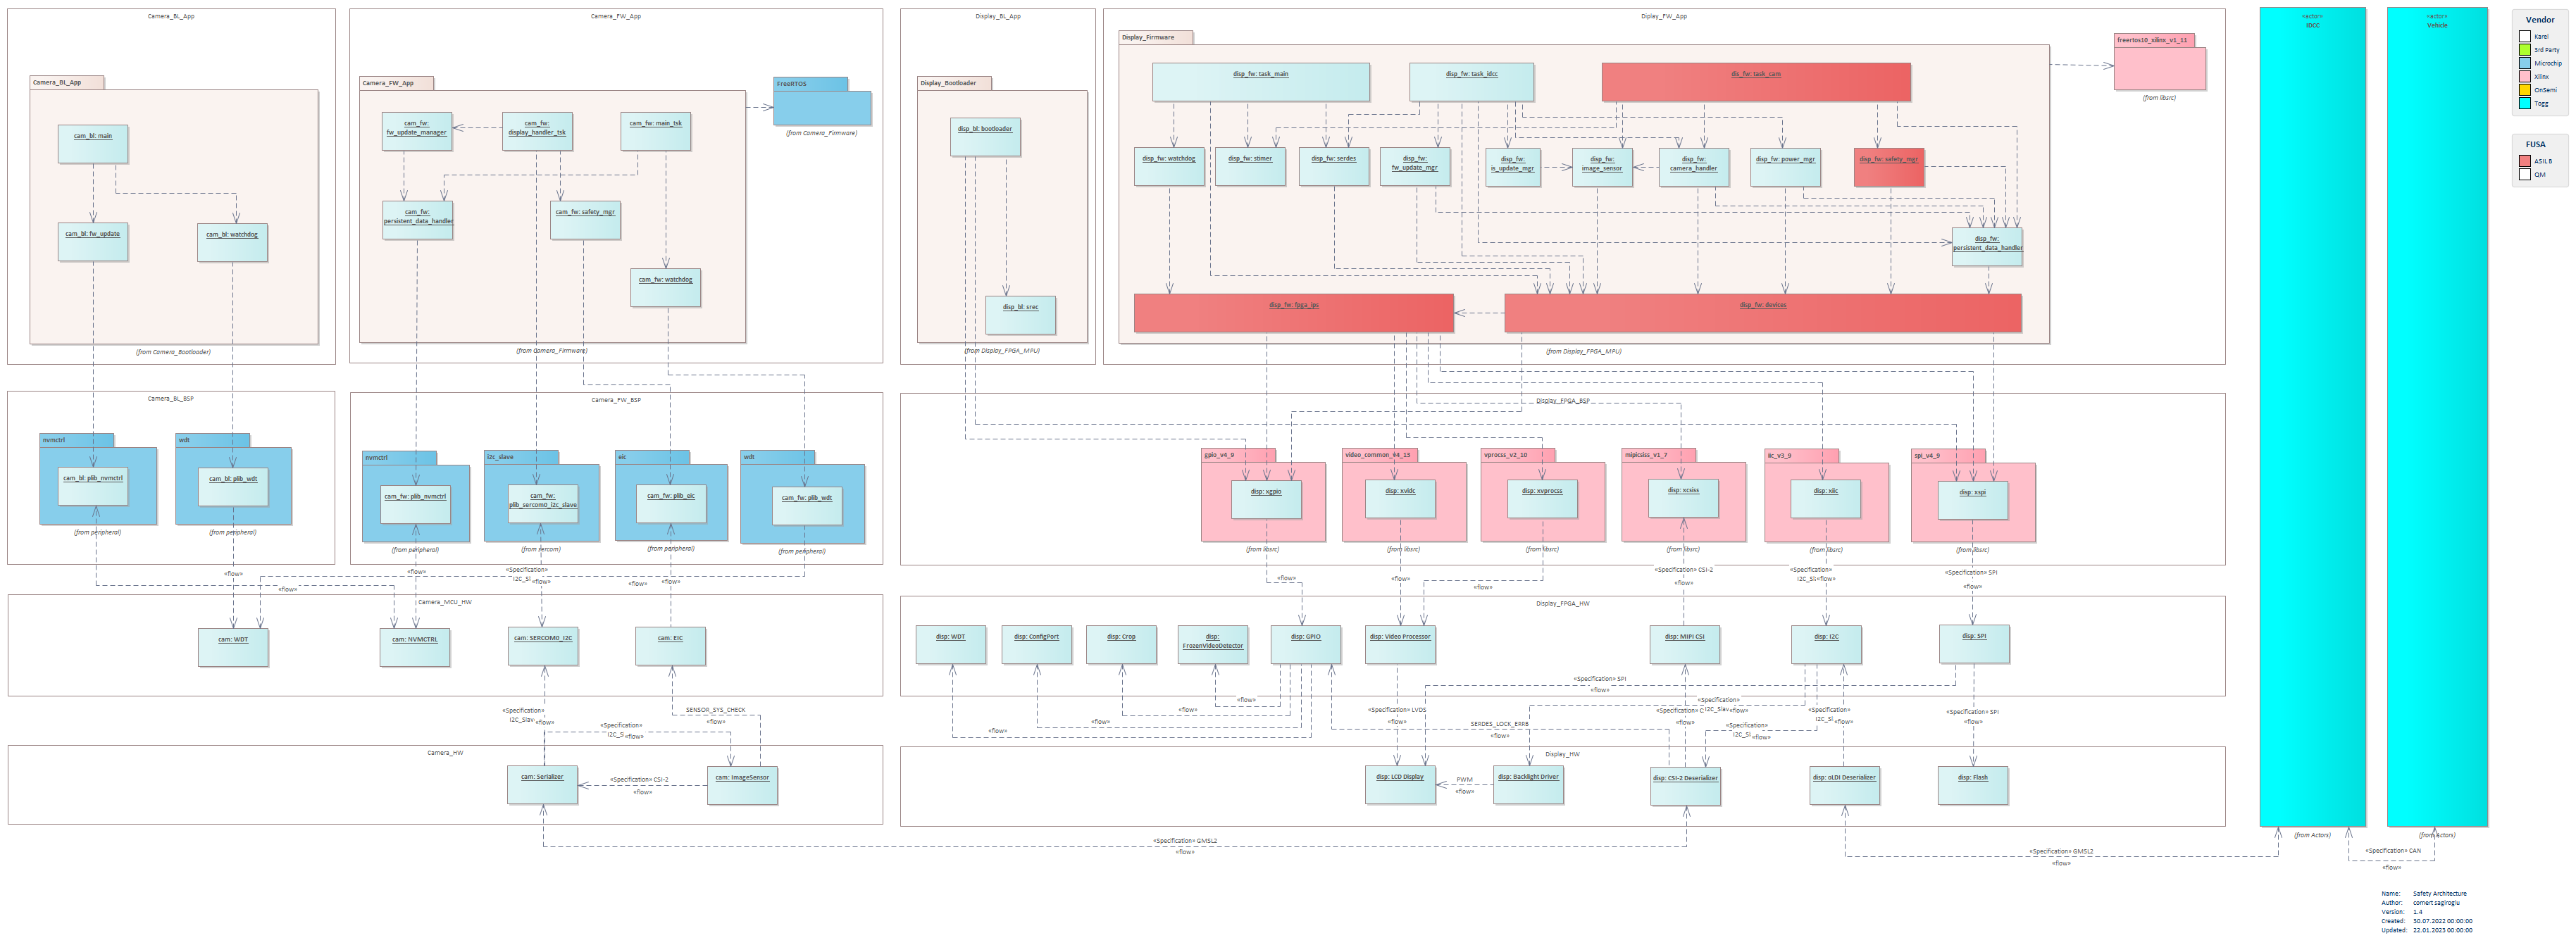 Camera_BL_App
Camera_FW_App
Display_BL_App
Diplay_FW_App
«actor»
IDCC
«actor»
Vehicle
Vendor
Karel
3rd Party
Microchip
Xilinx
OnSemi
Togg
FUSA
ASIL B
QM
Camera_BL_App
cam_bl: main
cam_bl: fw_update
cam_bl: watchdog
(from Camera_Bootloader)
Camera_FW_App
cam_fw:
fw_update_manager
cam_fw:
display_handler_tsk
cam_fw: main_tsk
cam_fw:
persistent_data_handler
cam_fw: safety_mgr
cam_fw: watchdog
(from Camera_Firmware)
FreeRTOS
(from Camera_Firmware)
Display_Bootloader
disp_bl: bootloader
disp_bl: srec
(from Display_FPGA_MPU)
Display_Firmware
disp_fw: task_main
disp_fw: task_idcc
dis_fw: task_cam
disp_fw: watchdog
disp_fw: stimer
disp_fw: serdes
disp_fw:
fw_update_mgr
disp_fw:
is_update_mgr
disp_fw:
image_sensor
disp_fw:
camera_handler
disp_fw: power_mgr
disp_fw: safety_mgr
disp_fw:
persistent_data_handler
disp_fw: fpga_ips
disp_fw: devices
(from Display_FPGA_MPU)
freertos10_xilinx_v1_11
(from libsrc)
Camera_BL_BSP
nvmctrl
cam_bl: plib_nvmctrl
(from peripheral)
wdt
cam_bl: plib_wdt
(from peripheral)
Camera_FW_BSP
nvmctrl
cam_fw: plib_nvmctrl
(from peripheral)
i2c_slave
cam_fw:
plib_sercom0_i2c_slave
(from sercom)
eic
cam_fw: plib_eic
(from peripheral)
wdt
cam_fw: plib_wdt
(from peripheral)
Display_FPGA_BSP
gpio_v4_9
disp: xgpio
(from libsrc)
video_common_v4_13
disp: xvidc
(from libsrc)
vprocss_v2_10
disp: xvprocss
(from libsrc)
mipicsiss_v1_7
disp: xcsiss
(from libsrc)
iic_v3_9
disp: xiic
(from libsrc)
spi_v4_9
disp: xspi
(from libsrc)
«flow»
«flow»
«flow»
«Specification»
I2C_Sl
«flow»
«flow»
«flow»
«flow»
«flow»
«flow»
«Specification» CSI-2
«flow»
«Specification»
I2C_Sl
«flow»
«Specification» SPI
«flow»
Camera_MCU_HW
cam: WDT
cam: NVMCTRL
cam: SERCOM0_I2C
cam: EIC
Display_FPGA_HW
disp: WDT
disp: ConfigPort
disp: Crop
disp:
FrozenVideoDetector
disp: GPIO
disp: Video Processor
disp: MIPI CSI
disp: I2C
disp: SPI
«Specification»
I2C_Slav
«flow»
«Specification»
I2C_S
«flow»
SENSOR_SYS_CHECK
«flow»
«flow»
«flow»
«flow»
«flow»
«Specification» LVDS
«flow»
SERDES_LOCK_ERRB
«flow»
«Specification» SPI
«flow»
«Specification» C
«flow»
«Specification»
I2C_Slav
«flow»
«Specification»
I2C_Sl
«flow»
«Specification»
I2C_Sl
«flow»
«Specification» SPI
«flow»
Camera_HW
cam: Serializer
«Specification» CSI-2
«flow»
cam: ImageSensor
Display_HW
disp: LCD Display
PWM
«flow»
disp: Backlight Driver
disp: CSI-2 Deserializer
disp: oLDI Deserializer
disp: Flash
«Specification» GMSL2
«flow»
«Specification» GMSL2
«flow»
(from Actors)
(from Actors)
«Specification» CAN
«flow»
Name: Safety Architecture
Author: comert sagiroglu
Version: 1.4
Created: 30.07.2022 00:00:00
Updated: 22.01.2023 00:00:00